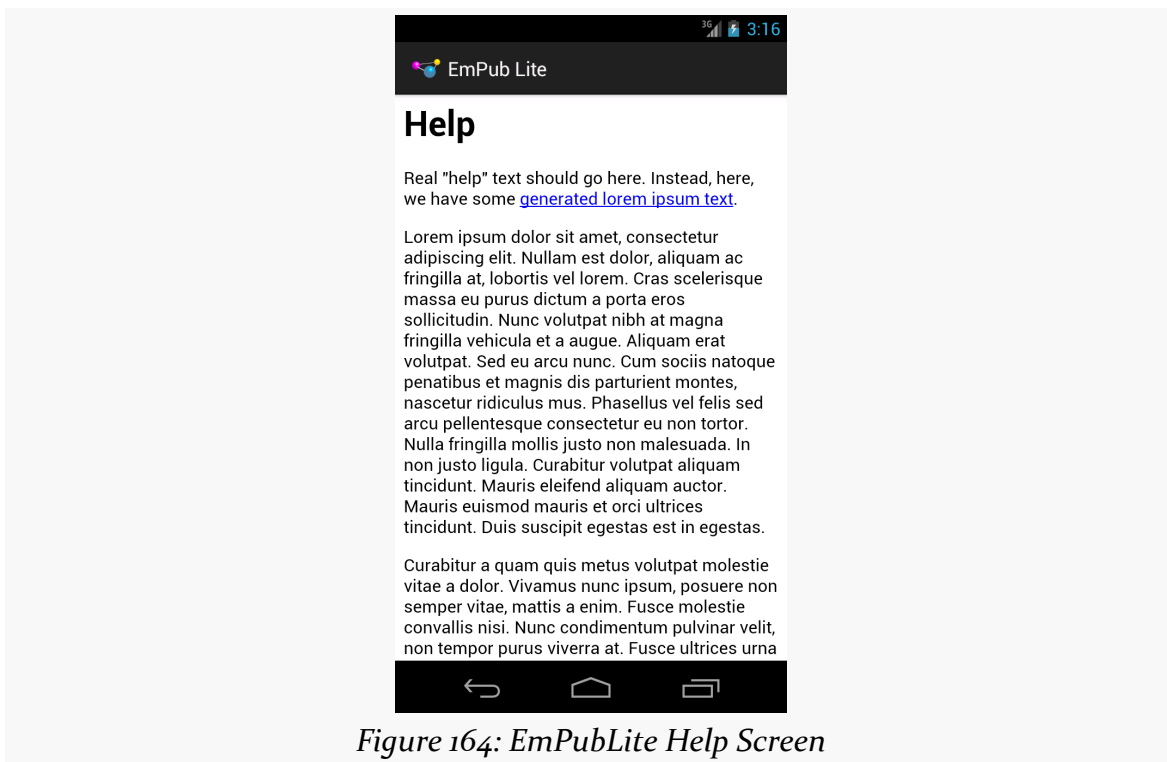 3G 3:16
EmPub Lite
Help
Real "help" text should go here. Instead, here,
we have some generated lorem ipsum text.
Lorem ipsum dolor sit amet, consectetur
adipiscing elit. Nullam est dolor, aliquam ac
fringilla at, lobortis vel lorem. Cras scelerisque
massa eu purus dictum a porta eros
sollicitudin. Nunc volutpat nibh at magna
fringilla vehicula et a augue. Aliquam erat
volutpat. Sed eu arcu nunc. Cum sociis natoque
penatibus et magnis dis parturient montes,
nascetur ridiculus mus. Phasellus vel felis sed
arcu pellentesque consectetur eu non tortor.
Nulla fringilla mollis justo non malesuada. In
non justo ligula. Curabitur volutpat aliquam
tincidunt. Mauris eleifend aliquam auctor.
Mauris euismod mauris et orci ultrices
tincidunt. Duis suscipit egestas est in egestas.
Curabitur a quam quis metus volutpat molestie
vitae a dolor. Vivamus nunc ipsum, posuere non
semper vitae, mattis a enim. Fusce molestie
convallis nisi. Nunc condimentum pulvinar velit,
non tempor purus viverra at. Fusce ultrices urna
Figure 164: EmPubLite Help Screen